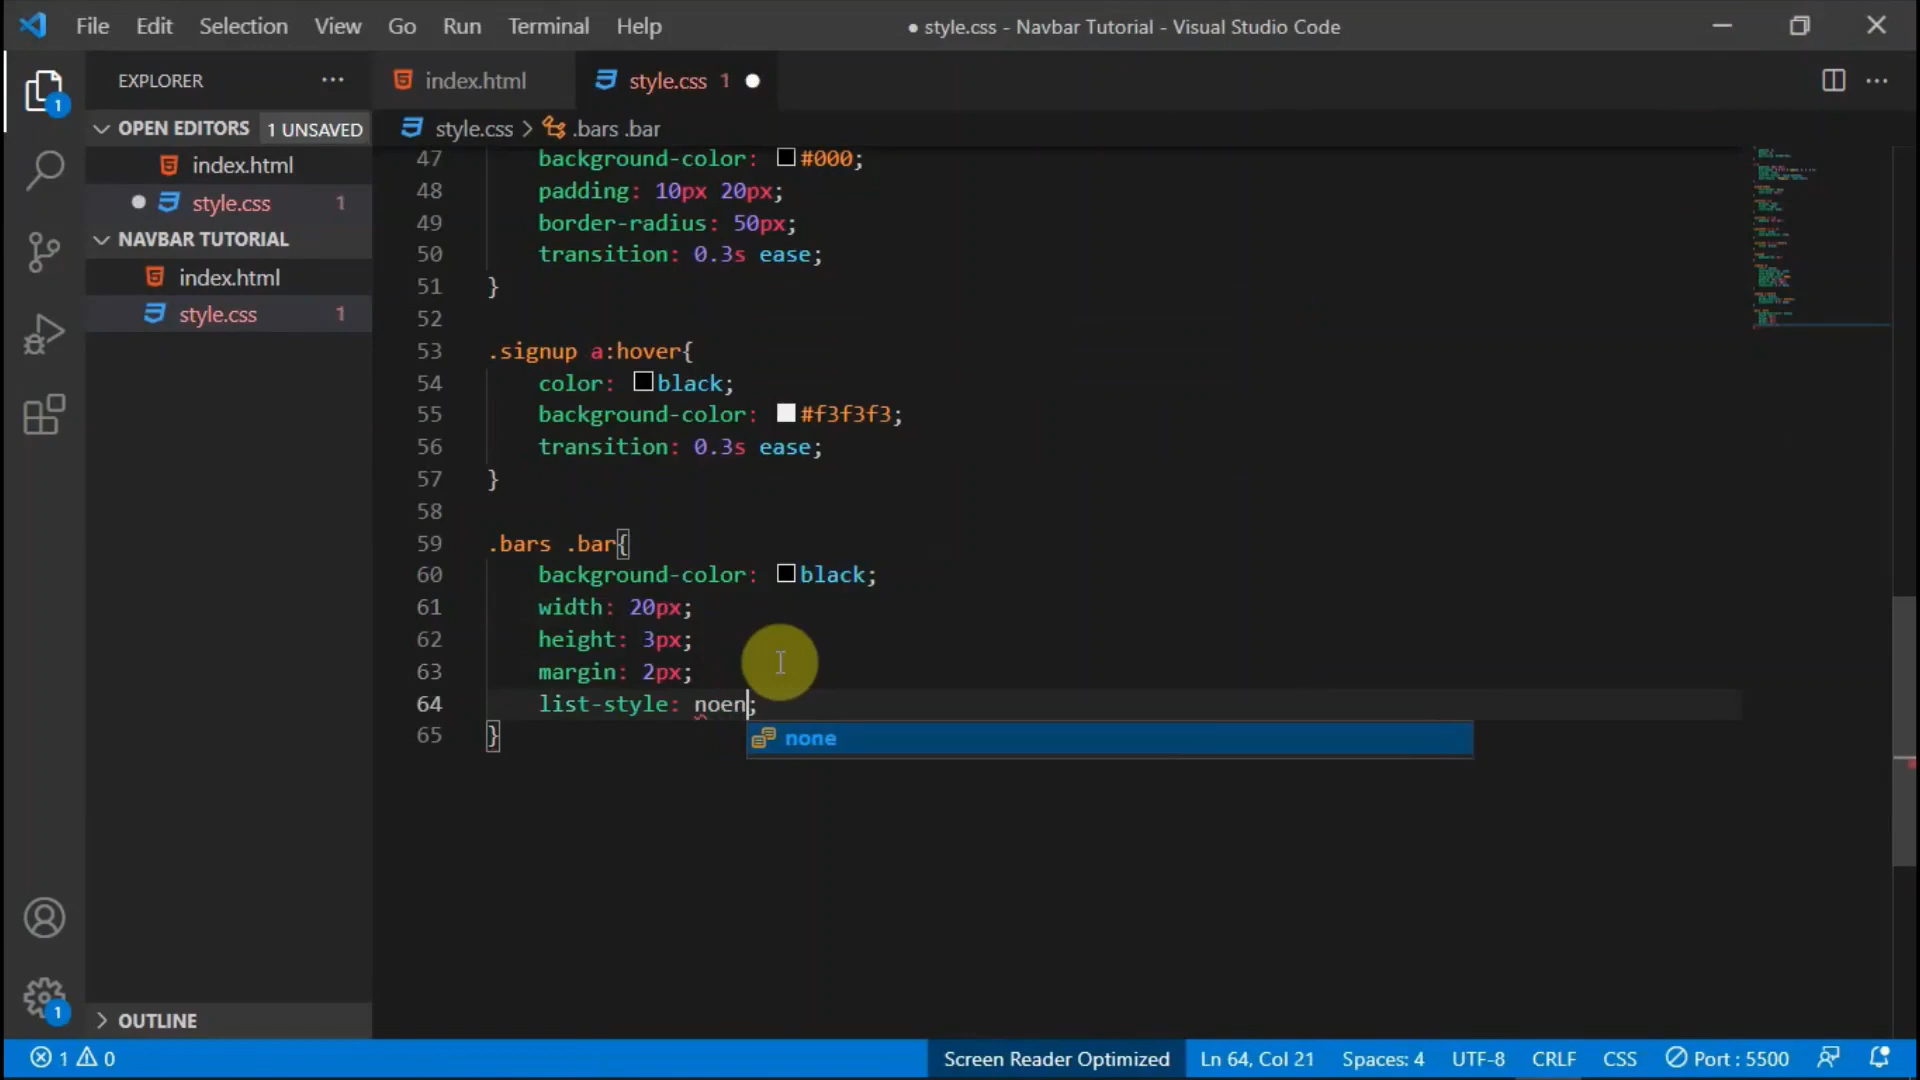 File Edit Selection View Go Run Terminal Help
● style.css - Navbar Tutorial - Visual Studio Code
EXPLORER
index.html
style.css 1
OPEN EDITORS 1 UNSAVED
style.css > .bars .bar
index.html
style.css 1
NAVBAR TUTORIAL
index.html
style.css 1
47 background-color: #000;
48 padding: 10px 20px;
49 border-radius: 50px;
50 transition: 0.3s ease;
51 }
52
53 .signup a:hover{
54 color: black;
55 background-color: #f3f3f3;
56 transition: 0.3s ease;
57 }
58
59 .bars .bar{
60 background-color: black;
61 width: 20px;
62 height: 3px;
63 margin: 2px;
64 list-style: noen;
65 }
none
1
1
OUTLINE
1 0
Screen Reader Optimized Ln 64, Col 21 Spaces: 4 UTF-8 CRLF CSS Port : 5500